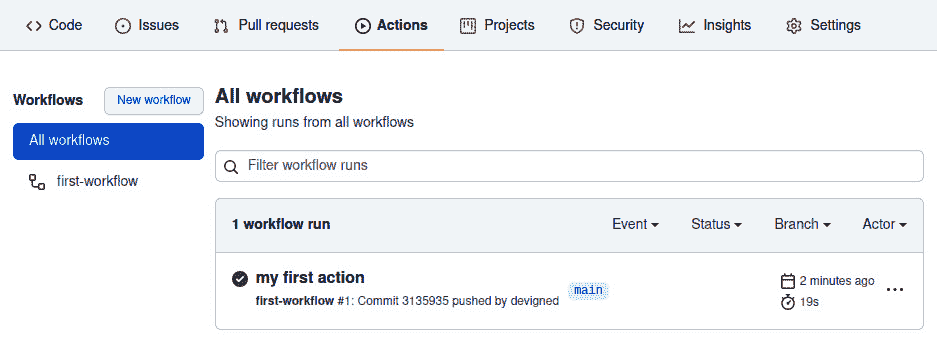 Code Issues Pull requests Actions Projects Security Insights Settings
Workflows New workflow
All workflows
first-workflow
All workflows
Showing runs from all workflows
Filter workflow runs
1 workflow run Event Status Branch Actor
my first action
first-workflow #1: Commit 3135935 pushed by devigned main
2 minutes ago
19s